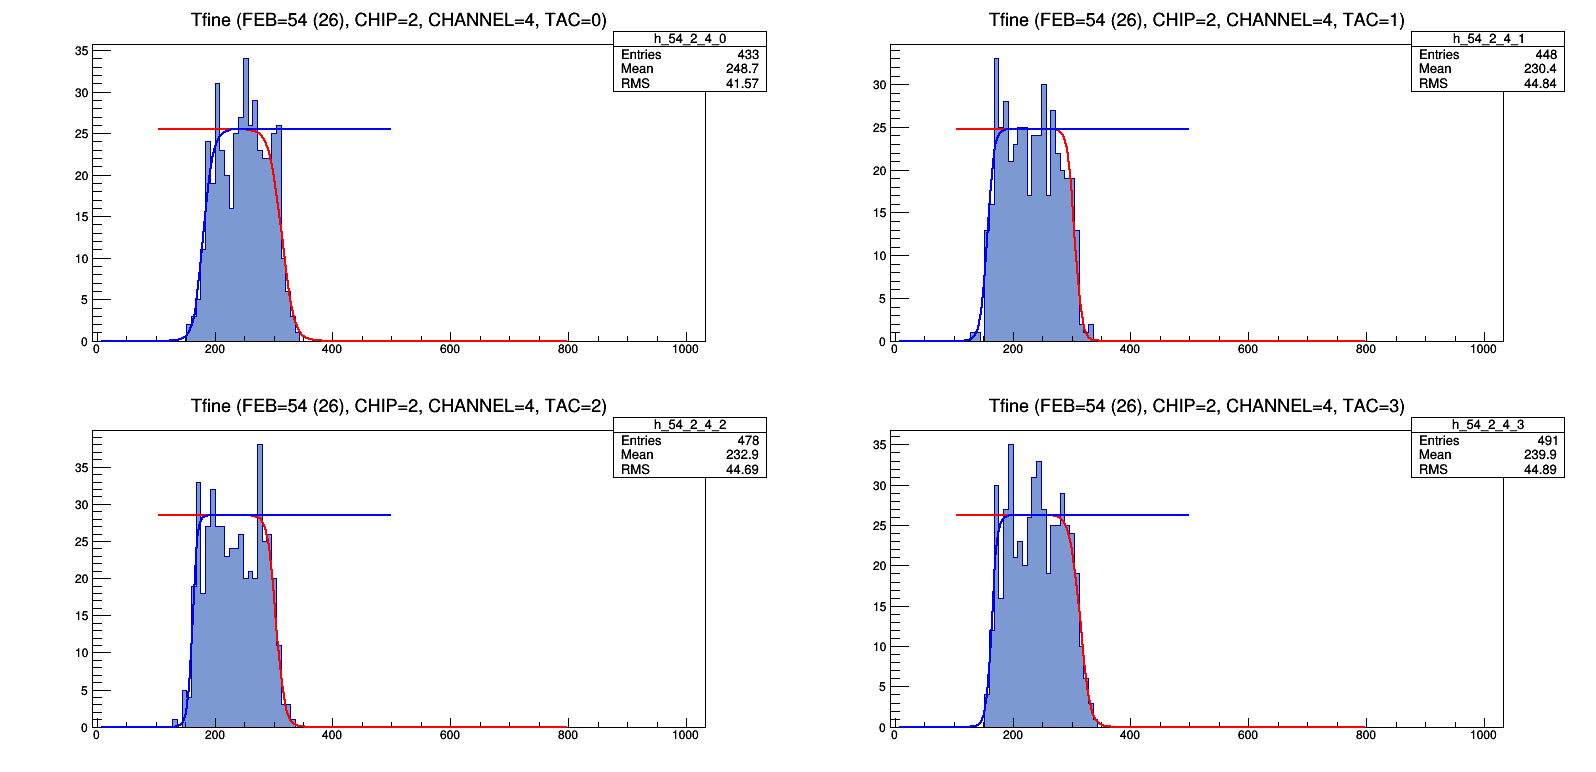 Tfine (FEB=54 (26), CHIP=2, CHANNEL=4, TAC=0)
h_54_2_4_0
Entries 433
Mean 248.7
RMS 41.57
35
30
25
20
15
10
5
0
0 200 400 600 800 1000
Tfine (FEB=54 (26), CHIP=2, CHANNEL=4, TAC=1)
h_54_2_4_1
Entries 448
Mean 230.4
RMS 44.84
30
25
20
15
10
5
0
0 200 400 600 800 1000
Tfine (FEB=54 (26), CHIP=2, CHANNEL=4, TAC=2)
h_54_2_4_2
Entries 478
Mean 232.9
RMS 44.69
35
30
25
20
15
10
5
0
0 200 400 600 800 1000
Tfine (FEB=54 (26), CHIP=2, CHANNEL=4, TAC=3)
h_54_2_4_3
Entries 491
Mean 239.9
RMS 44.89
35
30
25
20
15
10
5
0
0 200 400 600 800 1000